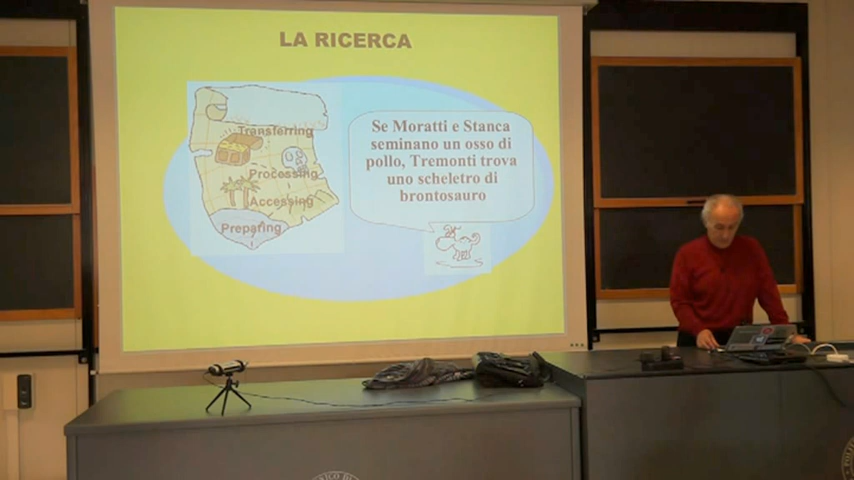 LA RICERCA
Transferring
Processing
Accessing
Preparing
Se Moratti e Stanca
seminano un osso di
pollo, Tremonti trova
uno scheletro di
brontosauro